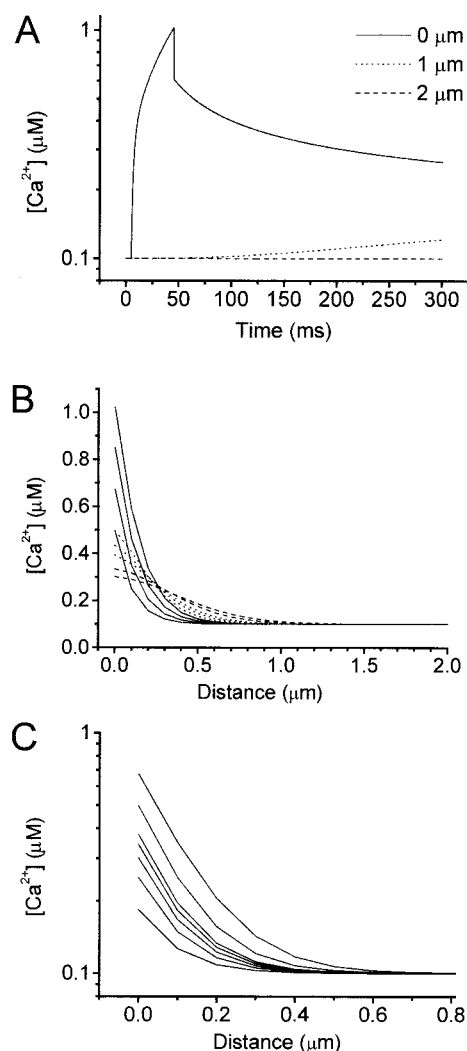 A
0 μm
1 μm
2 μm
[Ca²⁺] (μM)
1
0.1
0 50 100 150 200 250 300
Time (ms)
B
[Ca²⁺] (μM)
1.0
0.8
0.6
0.4
0.2
0.0
0.0 0.5 1.0 1.5 2.0
Distance (μm)
C
[Ca²⁺] (μM)
1
0.1
0.0 0.2 0.4 0.6 0.8
Distance (μm)